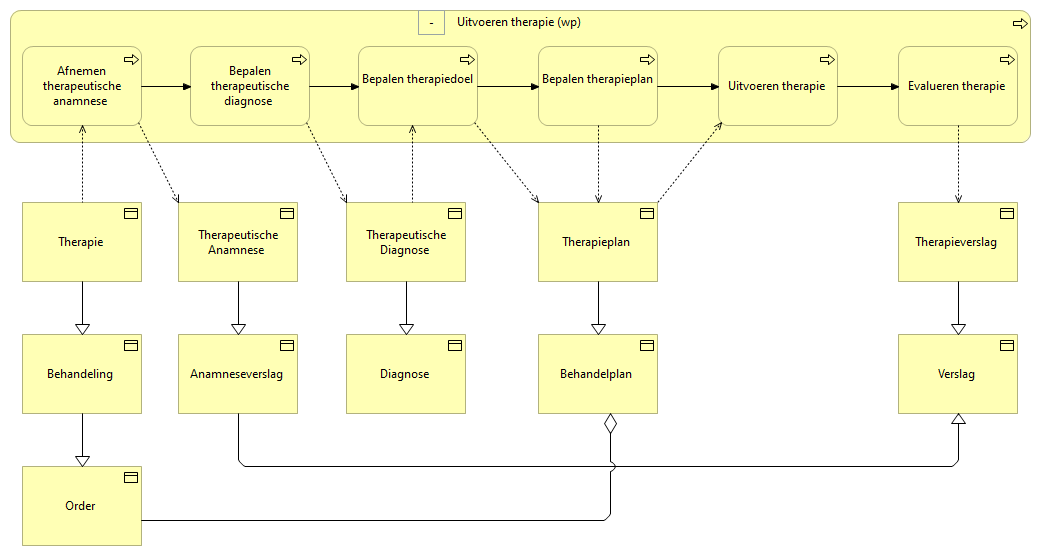 - Uitvoeren therapie (wp)
Afnemen
therapeutische
anamnese
Bepalen
therapeutische
diagnose
Bepalen therapiedoel
Bepalen therapieplan
Uitvoeren therapie
Evalueren therapie
Therapie
Therapeutische
Anamnese
Therapeutische
Diagnose
Therapieplan
Therapieverslag
Behandeling
Anamneseverslag
Diagnose
Behandelplan
Verslag
Order